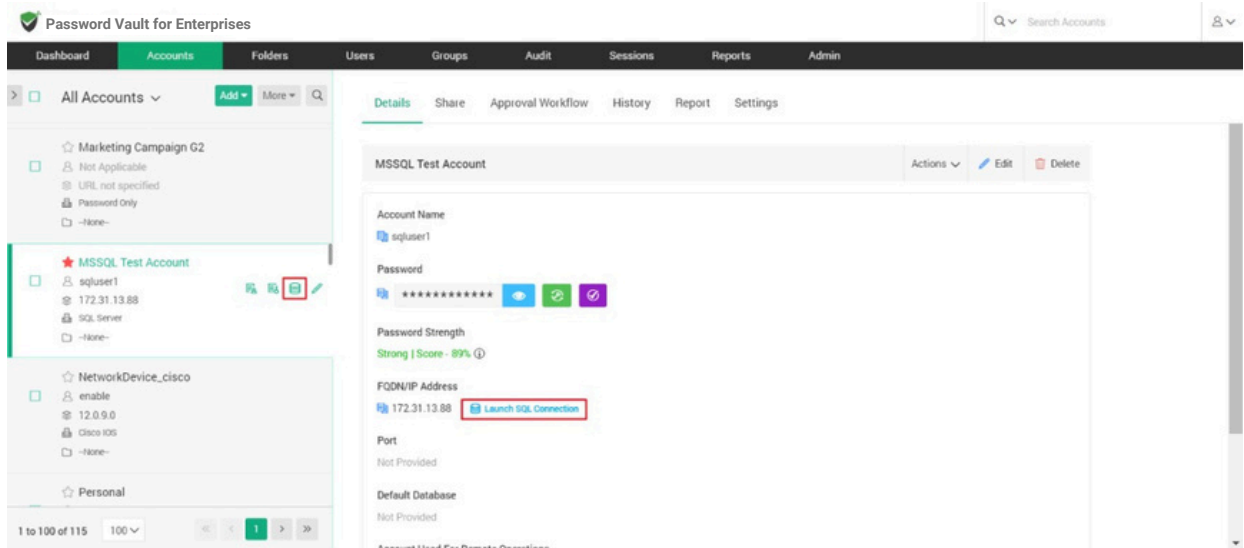 Password Vault for Enterprises
Search Accounts
Dashboard Accounts Folders Users Groups Audit Sessions Reports Admin
All Accounts Add More
Details Share Approval Workflow History Report Settings
Marketing Campaign G2
Not Applicable
URL not specified
Password Only
--None--
MSSQL Test Account
sqluser1
172.31.13.88
SQL Server
--None--
NetworkDevice_cisco
enable
12.0.9.0
Cisco IOS
--None--
Personal
1 to 100 of 115 100 « < 1 > »
MSSQL Test Account Actions Edit Delete
Account Name
sqluser1
Password
************
Password Strength
Strong | Score - 89%
FQDN/IP Address
172.31.13.88 Launch SQL Connection
Port
Not Provided
Default Database
Not Provided
Account Used For Remote Operations